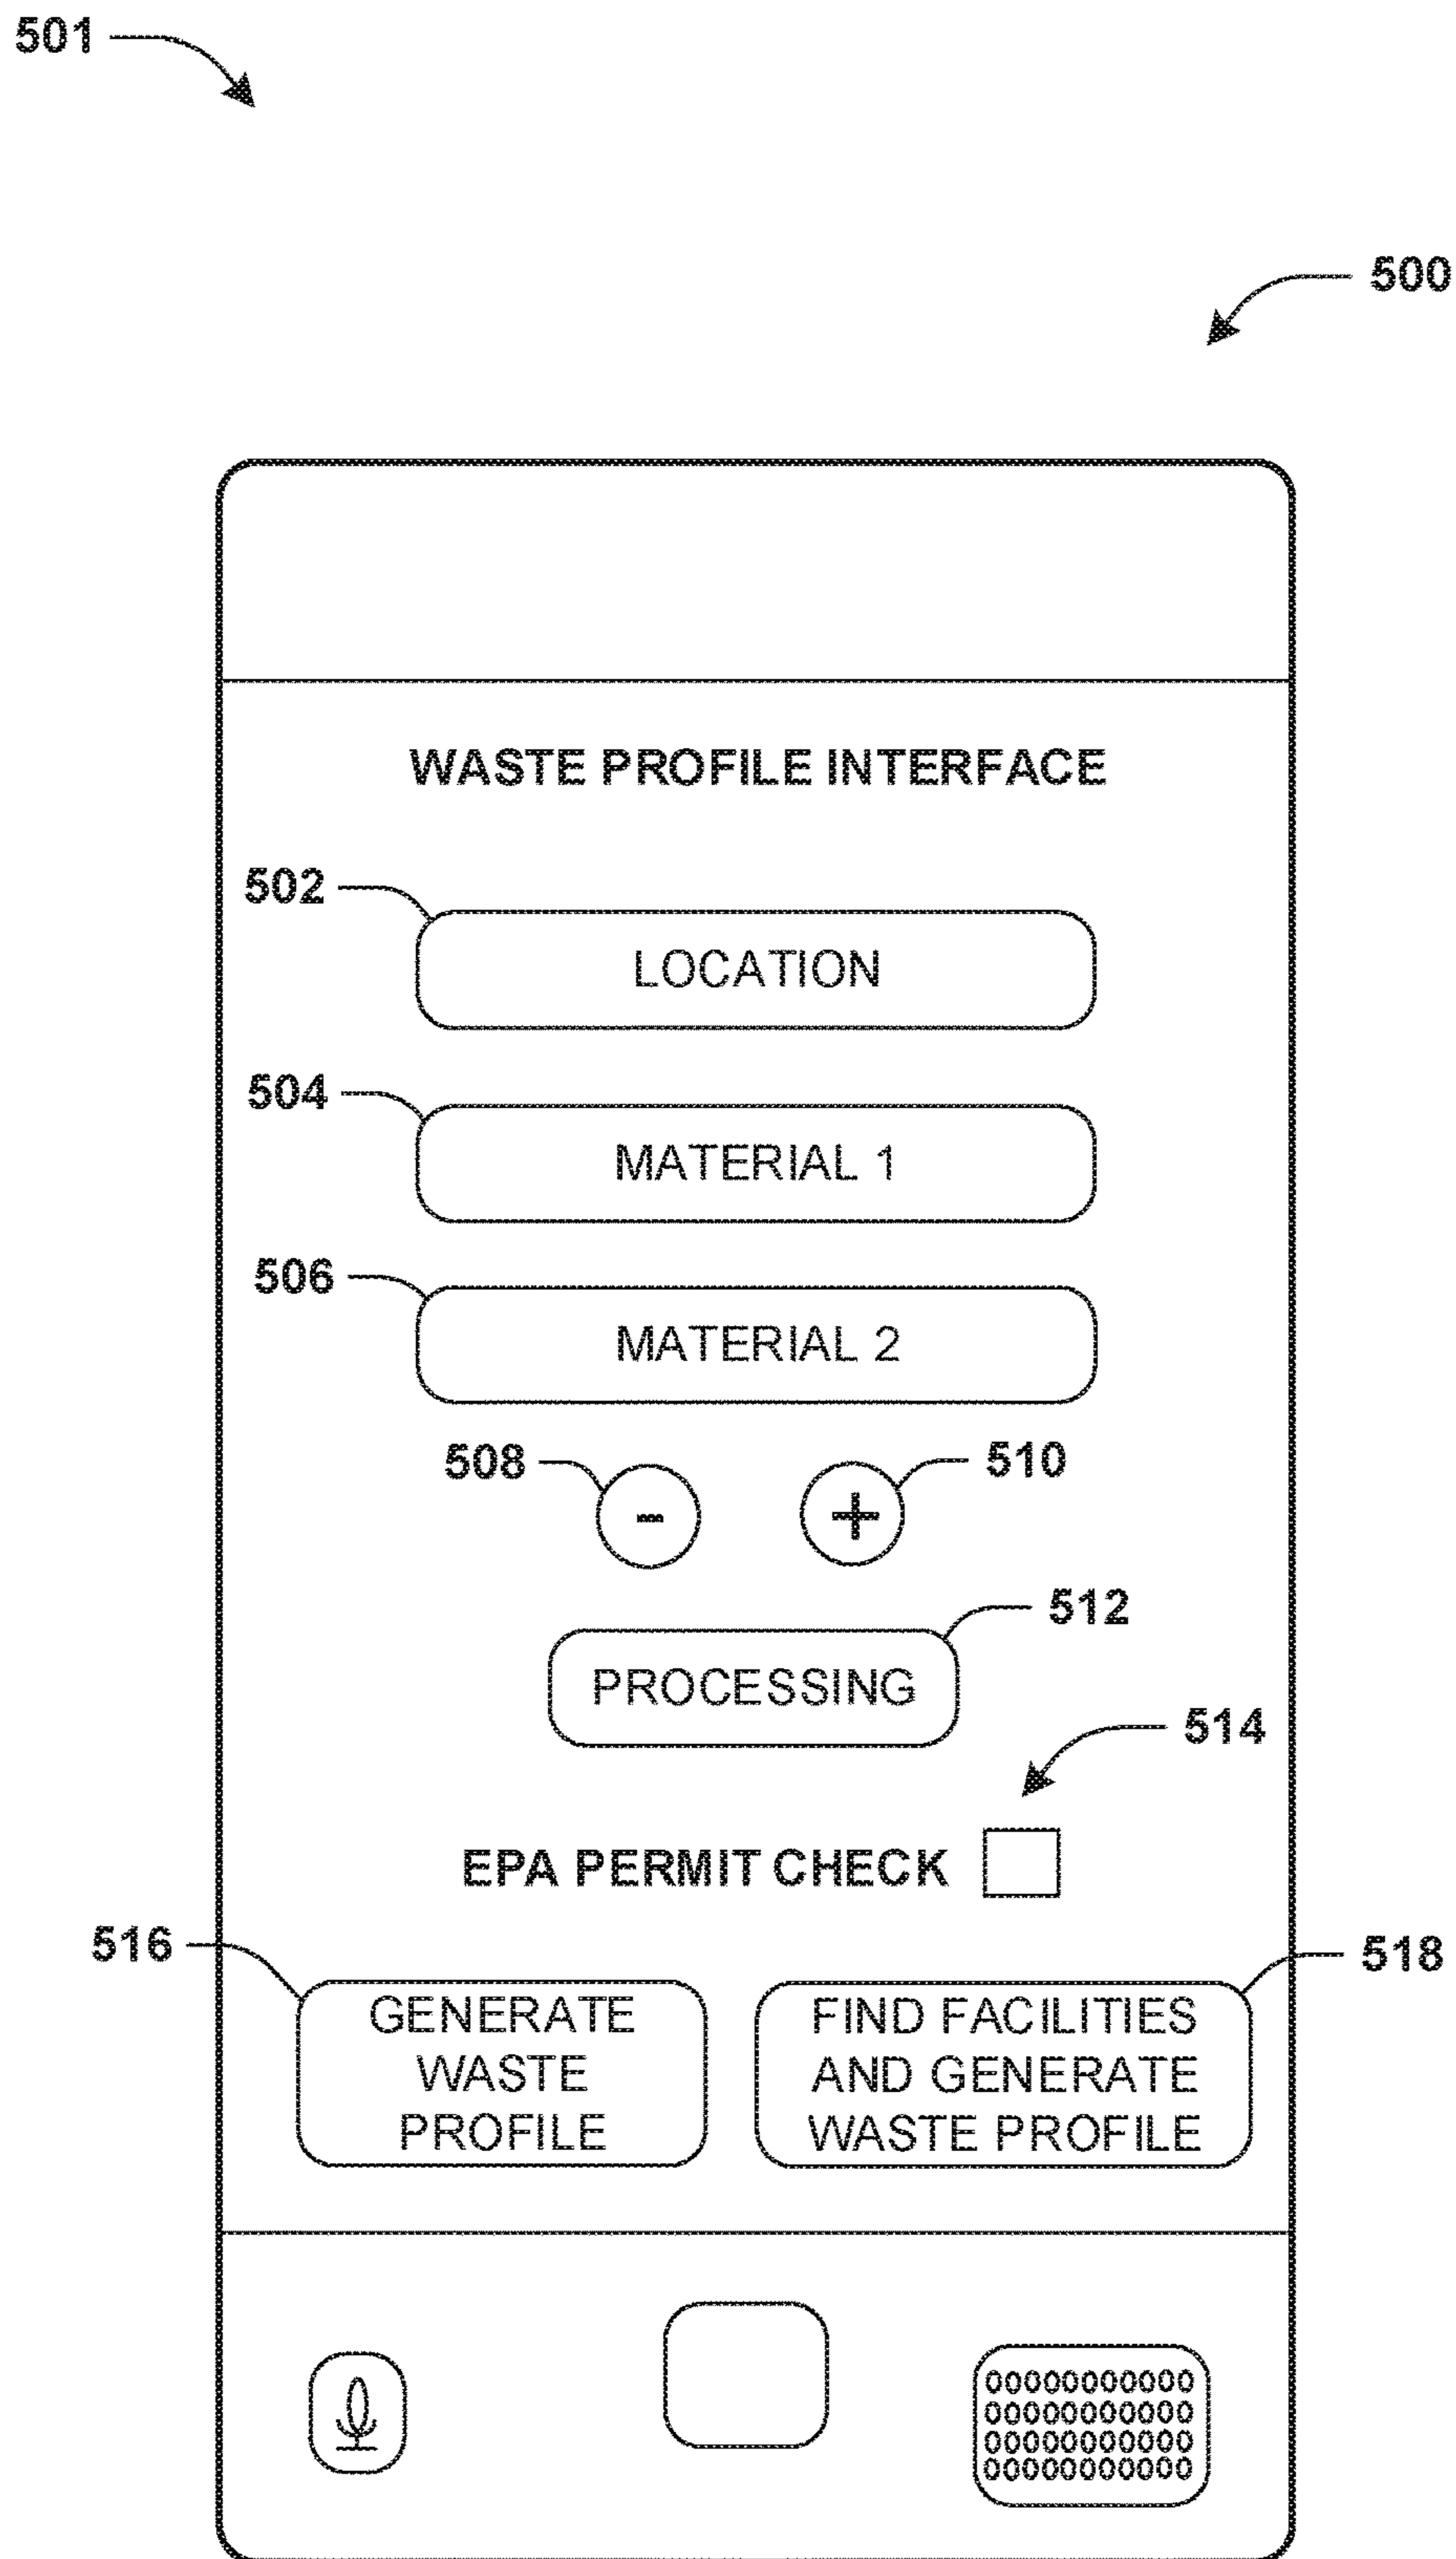 501
500
WASTE PROFILE INTERFACE
502
LOCATION
504
MATERIAL 1
506
MATERIAL 2
508
510
-
+
512
PROCESSING
514
EPA PERMIT CHECK
516
518
GENERATE
WASTE
PROFILE
FIND FACILITIES
AND GENERATE
WASTE PROFILE